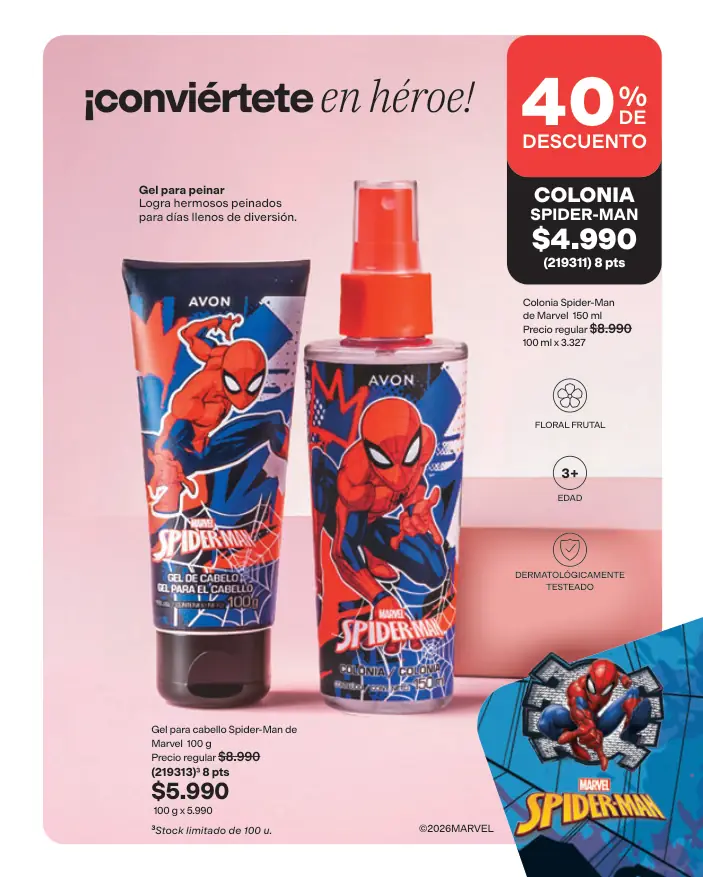 ¡conviértete en héroe!
40%
DE
DESCUENTO
COLONIA
SPIDER-MAN
$4.990
(219311) 8 pts
Gel para peinar
Logra hermosos peinados
para días llenos de diversión.
Colonia Spider-Man
de Marvel 150 ml
Precio regular $8.990
100 ml x 3.327
FLORAL FRUTAL
3+
EDAD
DERMATOLÓGICAMENTE
TESTEADO
AVON
MARVEL
SPIDER-MAN
GEL DE CABELO
GEL PARA EL CABELLO
100 g
AVON
MARVEL
SPIDER-MAN
COLONIA / COLONIA
150 ml
Gel para cabello Spider-Man de
Marvel 100 g
Precio regular $8.990
(219313)³ 8 pts
$5.990
100 g x 5.990
³Stock limitado de 100 u.
©2026MARVEL
MARVEL
SPIDER-MAN